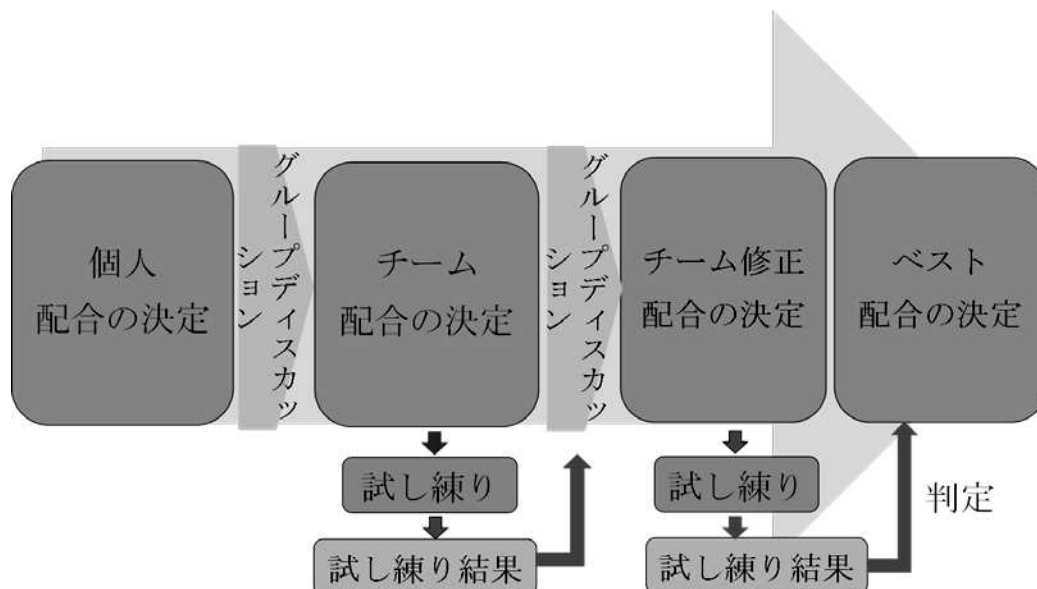 個人
配合の決定
グループディスカッ
ション
チーム
配合の決定
グループディスカッ
ション
チーム修正
配合の決定
ベスト
配合の決定
試し練り
試し練り結果
試し練り
試し練り結果
判定